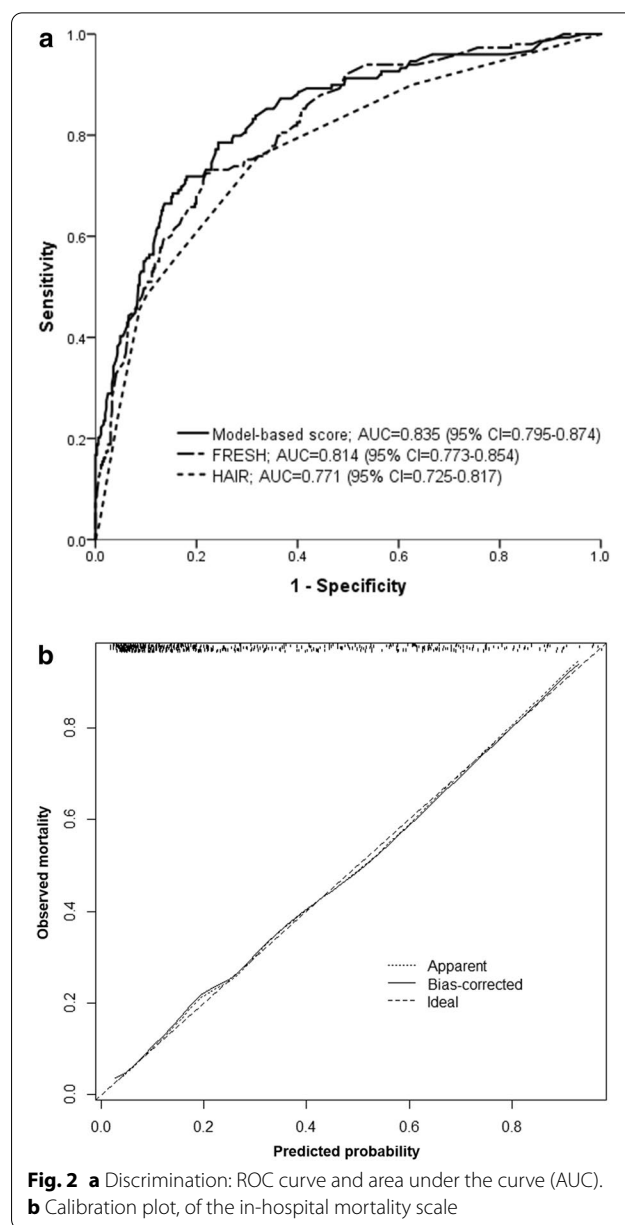 a
1.0
0.8
0.6
0.4
0.2
0.0
Sensitivity
Model-based score; AUC=0.835 (95% CI=0.795-0.874)
FRESH; AUC=0.814 (95% CI=0.773-0.854)
HAIR; AUC=0.771 (95% CI=0.725-0.817)
0.0 0.2 0.4 0.6 0.8 1.0
1 - Specificity
b
0.8
0.6
0.4
0.2
0.0
Observed mortality
Apparent
Bias-corrected
Ideal
0.0 0.2 0.4 0.6 0.8
Predicted probability
Fig. 2 a Discrimination: ROC curve and area under the curve (AUC).
b Calibration plot, of the in-hospital mortality scale